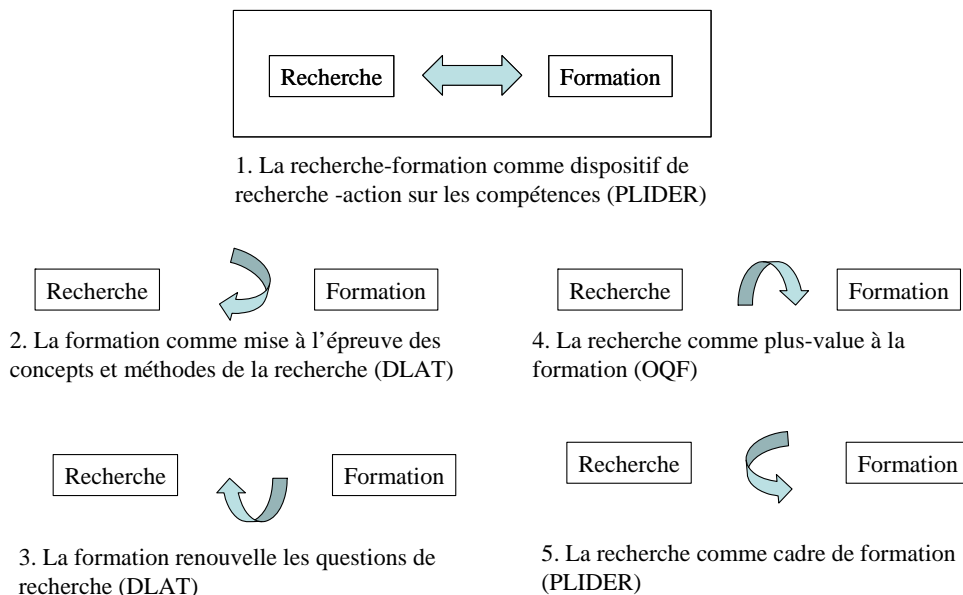 Recherche
Formation
1. La recherche-formation comme dispositif de
recherche -action sur les compétences (PLIDER)
Recherche
Formation
2. La formation comme mise à l’épreuve des
concepts et méthodes de la recherche (DLAT)
Recherche
Formation
4. La recherche comme plus-value à la
formation (OQF)
Recherche
Formation
3. La formation renouvelle les questions de
recherche (DLAT)
Recherche
Formation
5. La recherche comme cadre de formation
(PLIDER)